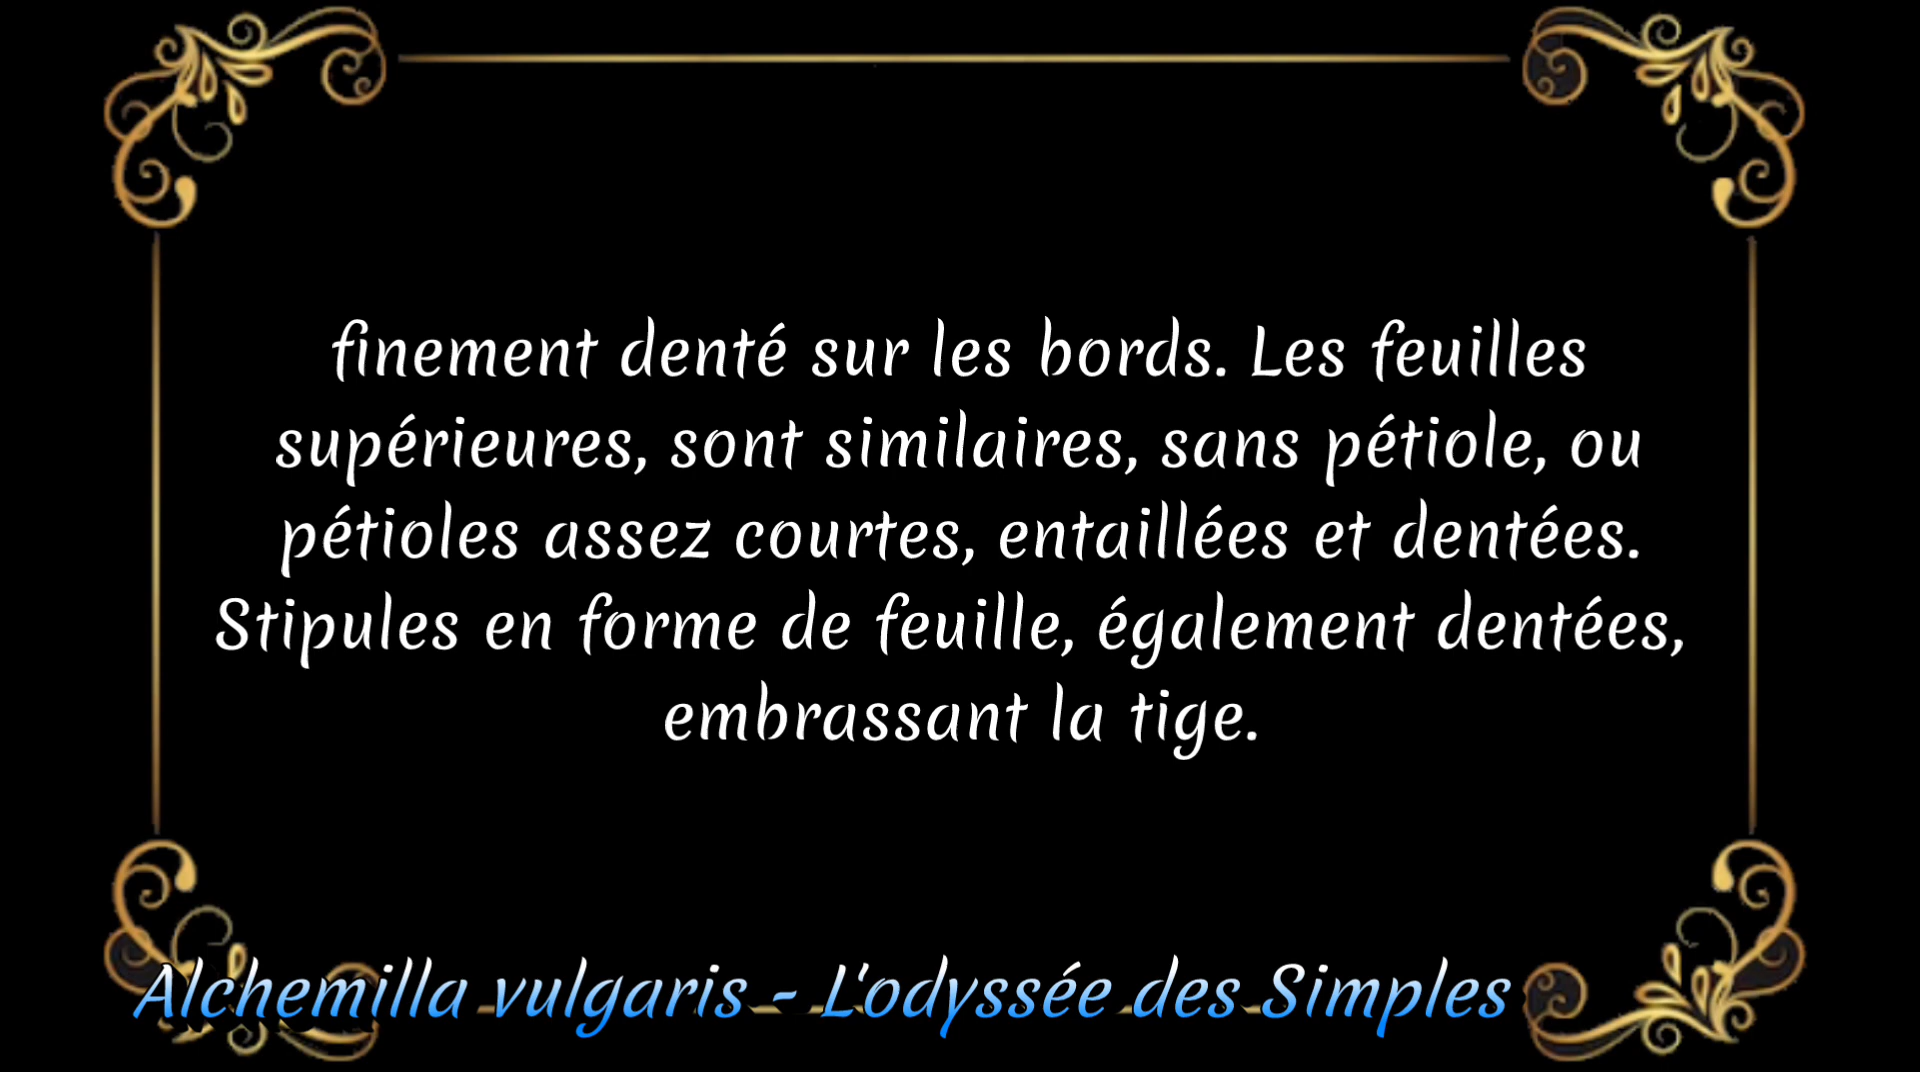 finement denté sur les bords. Les feuilles
supérieures, sont similaires, sans pétiole, ou
pétioles assez courtes, entaillées et dentées.
Stipules en forme de feuille, également dentées,
embrassant la tige.
Alchemilla vulgaris - L'odyssée des Simples